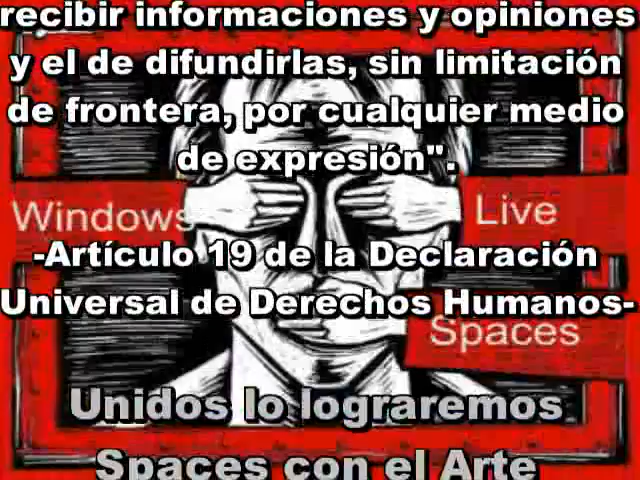 recibir informaciones y opiniones
y el de difundirlas, sin limitación
de frontera, por cualquier medio
de expresión".
Windows Live
-Artículo 19 de la Declaración
Universal de Derechos Humanos-
Spaces
Unidos lo lograremos
Spaces con el Arte